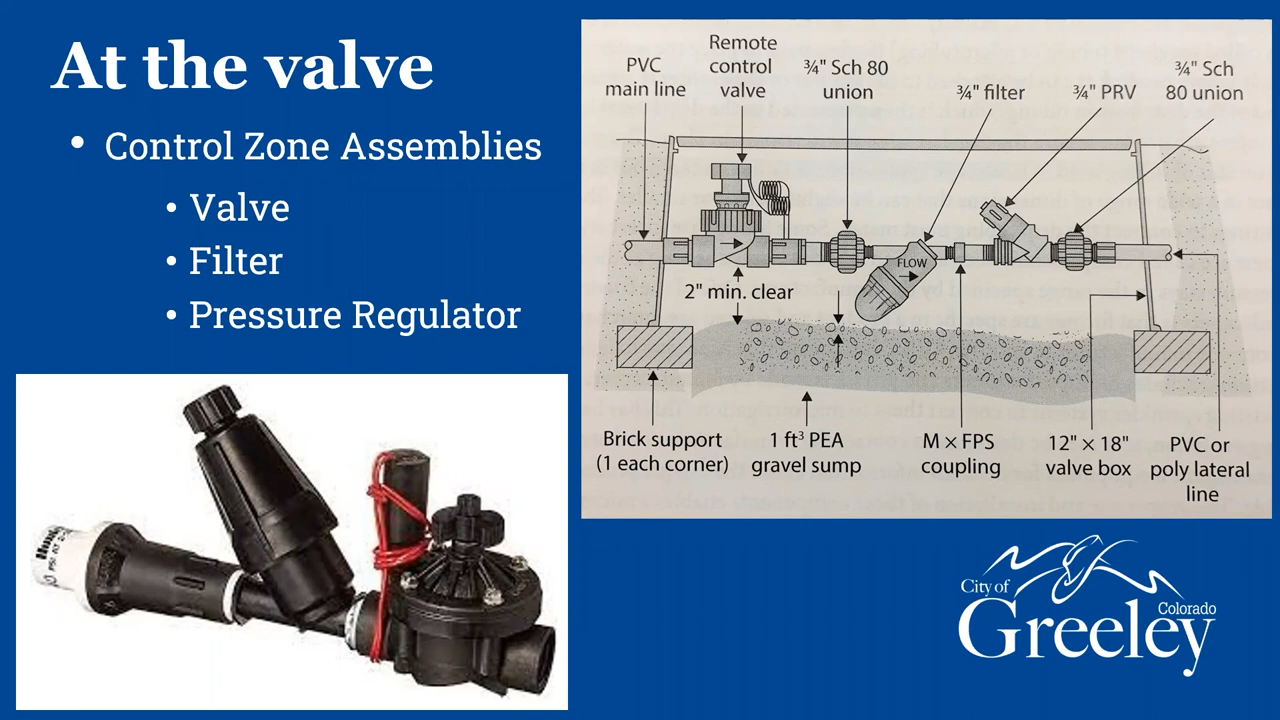 At the valve
• Control Zone Assemblies
• Valve
• Filter
• Pressure Regulator
PVC
main line
Remote
control
valve
¾" Sch 80
union
¾" filter
¾" PRV
¾" Sch
80 union
FLOW
2" min. clear
Brick support
(1 each corner)
1 ft³ PEA
gravel sump
M × FPS
coupling
12" × 18"
valve box
PVC or
poly lateral
line
City of
Greeley
Colorado